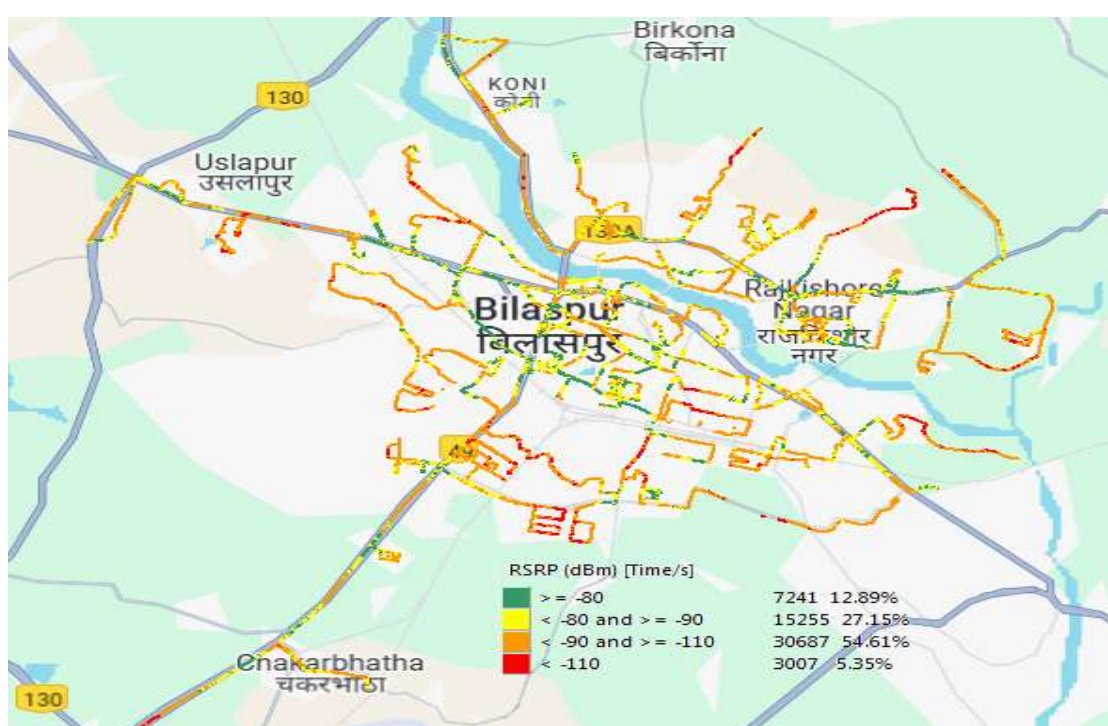 Birkona
बिर्कोना
KONI
कोनी
130
Uslapur
उसलापुर
130A
Rajkishore
Nagar
राजकिशोर
नगर
Bilaspur
बिलासपुर
49
RSRP (dBm) [Time/s]
>= -80 7241 12.89%
< -80 and >= -90 15255 27.15%
< -90 and >= -110 30687 54.61%
< -110 3007 5.35%
Chakarbhatha
चकरभाठा
130